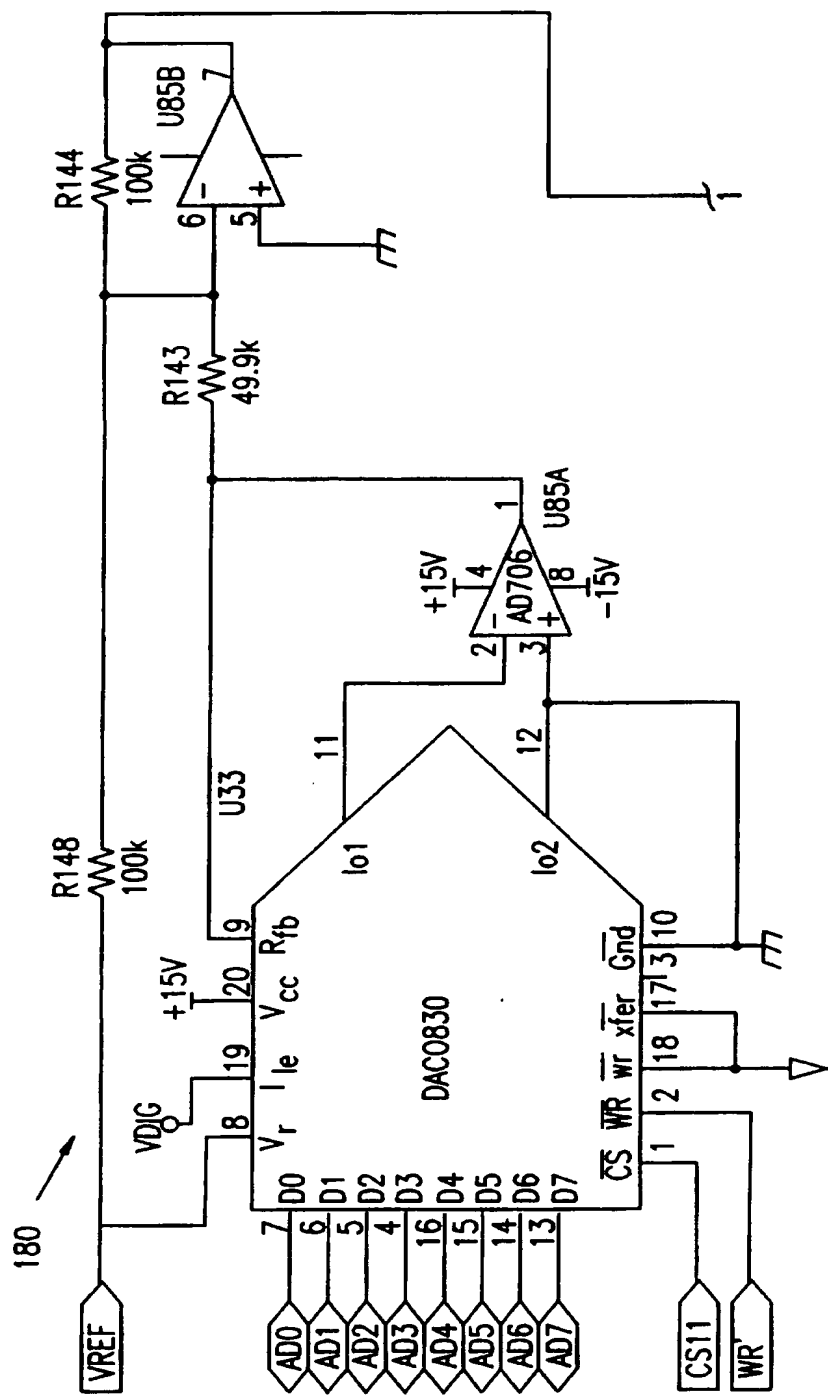 180
VREF
R148
100k
R144
100k
U85B
7
6
-
5
+
R143
49.9k
U33
VDIG
+15V
8
19
20
9
Vr
Ile
Vcc
Rfb
AD0
7
D0
AD1
6
D1
AD2
5
D2
AD3
4
D3
AD4
16
D4
AD5
15
D5
AD6
14
D6
AD7
13
D7
DAC0830
Io1
11
Io2
12
+15V
4
2
-
AD706
3
+
8
-15V
1
U85A
CS
WR
wr
xfer
Gnd
1
2
18
17
3
10
CS11
WR'
1